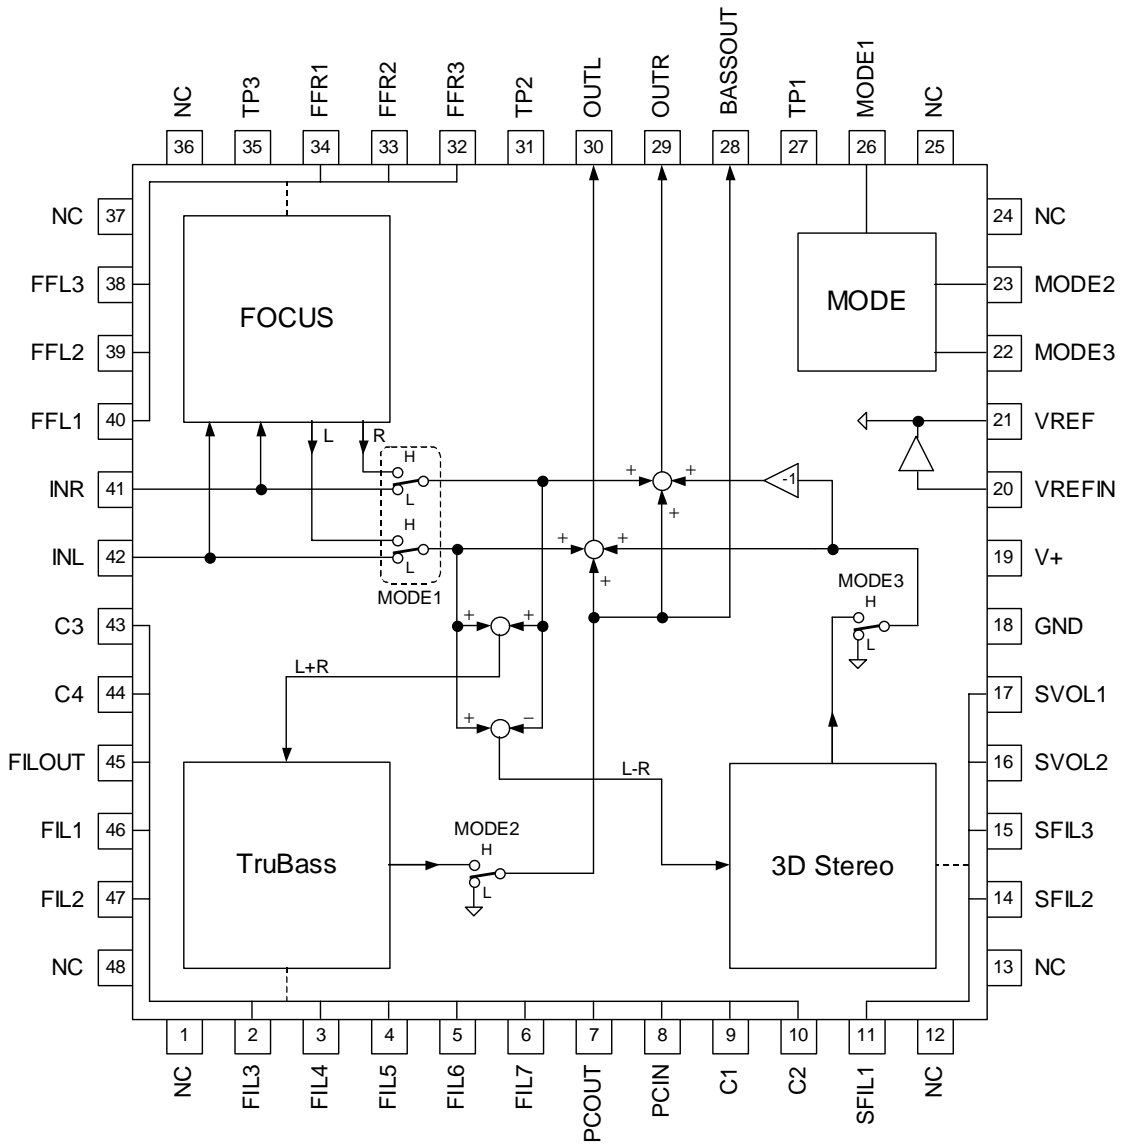 NC
TP3
FFR1
FFR2
FFR3
TP2
OUTL
OUTR
BASSOUT
TP1
MODE1
NC
36
35
34
33
32
31
30
29
28
27
26
25
NC 37
24 NC
FFL3 38
23 MODE2
FOCUS
MODE
FFL2 39
22 MODE3
FFL1 40
21 VREF
L
R
H
INR 41
L
+
+
-1
20 VREFIN
+
H
INL 42
L
+
+
19 V+
+
MODE1
MODE3
H
C3 43
+
+
L
18 GND
L+R
C4 44
17 SVOL1
+
−
FILOUT 45
L-R
16 SVOL2
FIL1 46
MODE2
H
15 SFIL3
TruBass
3D Stereo
FIL2 47
L
14 SFIL2
NC 48
13 NC
1
2
3
4
5
6
7
8
9
10
11
12
NC
FIL3
FIL4
FIL5
FIL6
FIL7
PCOUT
PCIN
C1
C2
SFIL1
NC